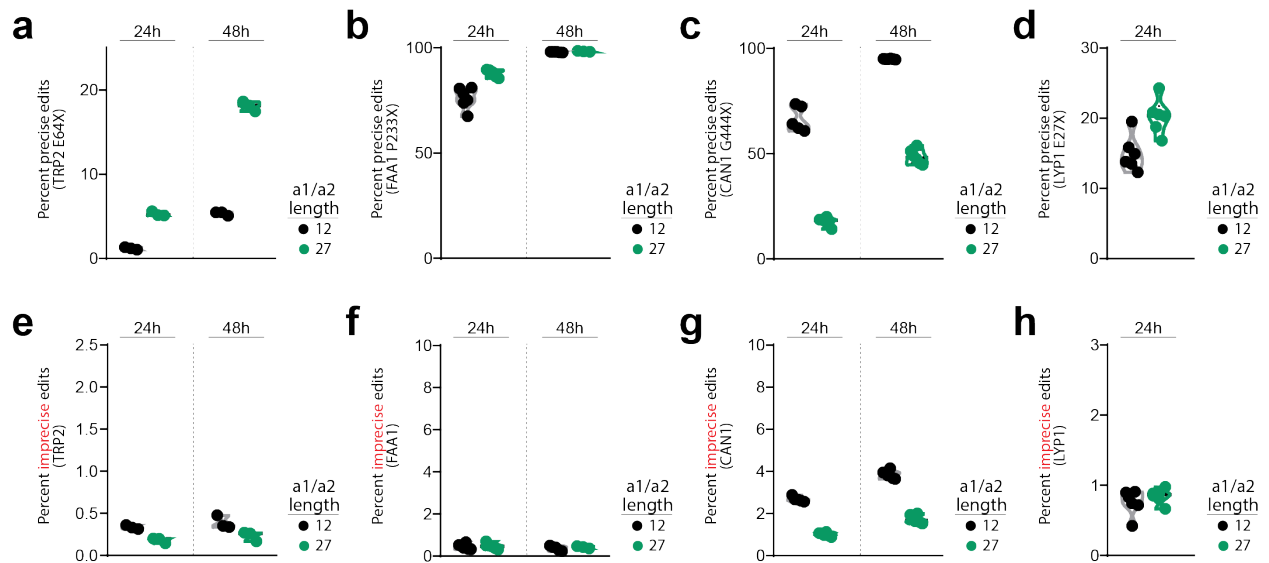 a
24h
48h
Percent precise edits
(TRP2 E64X)
20
10
0
a1/a2
length
12
27
b
24h
48h
Percent precise edits
(FAA1 P233X)
100
50
0
a1/a2
length
12
27
c
24h
48h
Percent precise edits
(CAN1 G444X)
100
50
0
a1/a2
length
12
27
d
24h
Percent precise edits
(LYP1 E27X)
30
20
10
0
a1/a2
length
12
27
e
24h
48h
Percent imprecise edits
(TRP2)
2.5
2.0
1.5
1.0
0.5
0.0
a1/a2
length
12
27
f
24h
48h
Percent imprecise edits
(FAA1)
10
8
6
4
2
0
a1/a2
length
12
27
g
24h
48h
Percent imprecise edits
(CAN1)
10
8
6
4
2
0
a1/a2
length
12
27
h
24h
Percent imprecise edits
(LYP1)
3
2
1
0
a1/a2
length
12
27